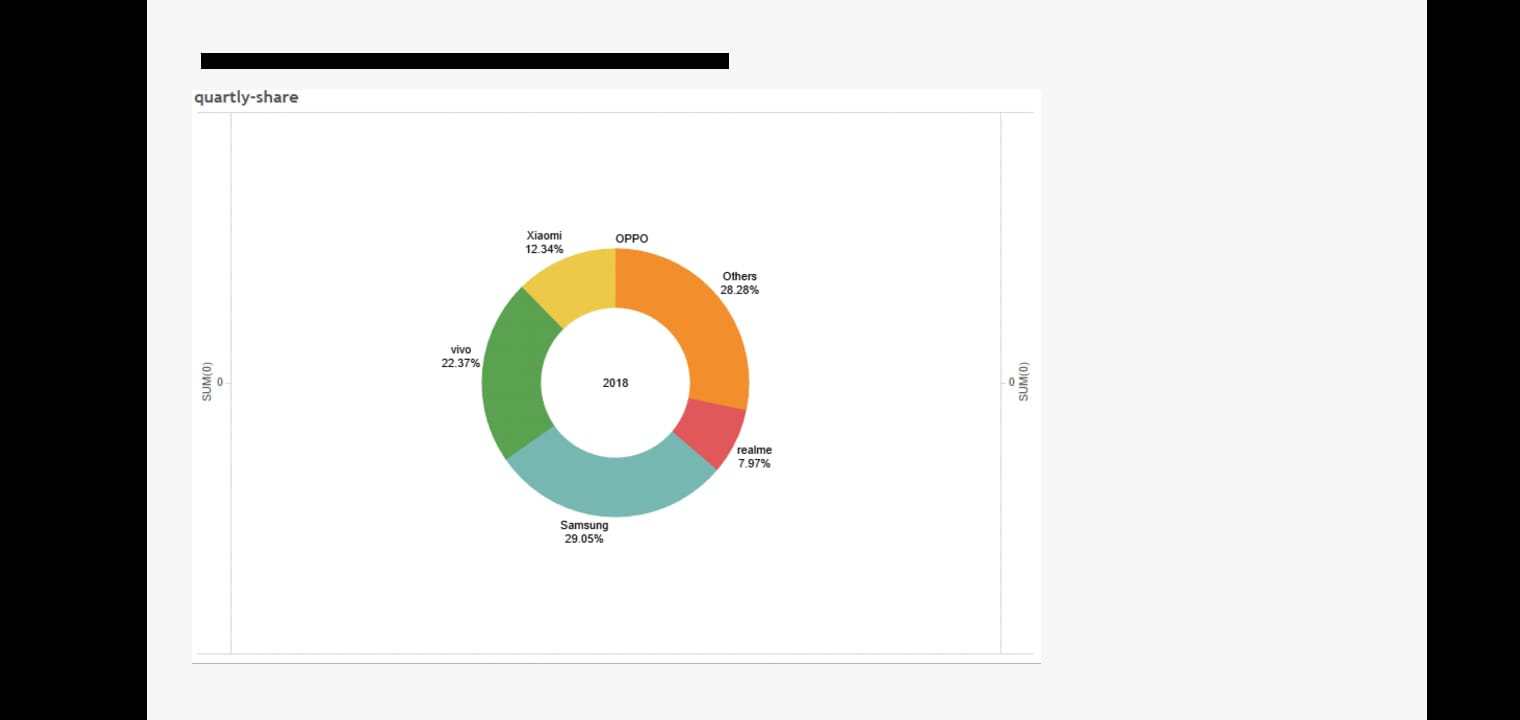 quartly-share
Xiaomi
12.34%
OPPO
Others
28.28%
vivo
22.37%
SUM(0)
0
2018
0
SUM(0)
realme
7.97%
Samsung
29.05%